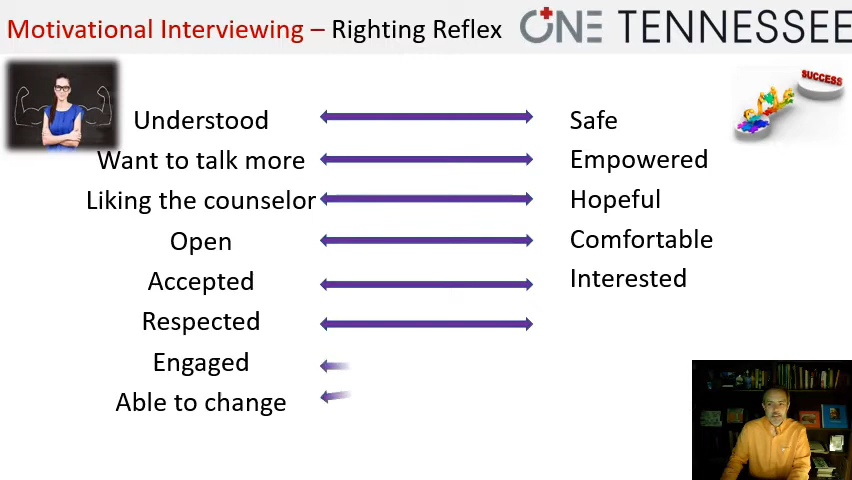 Motivational Interviewing – Righting Reflex
ONE TENNESSEE
SUCCESS
Understood Safe
Want to talk more Empowered
Liking the counselor Hopeful
Open Comfortable
Accepted Interested
Respected
Engaged
Able to change